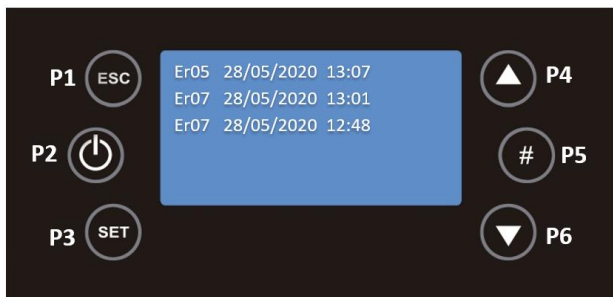 P1 ESC
P2
P3 SET
Er05 28/05/2020 13:07
Er07 28/05/2020 13:01
Er07 28/05/2020 12:48
P4
# P5
P6